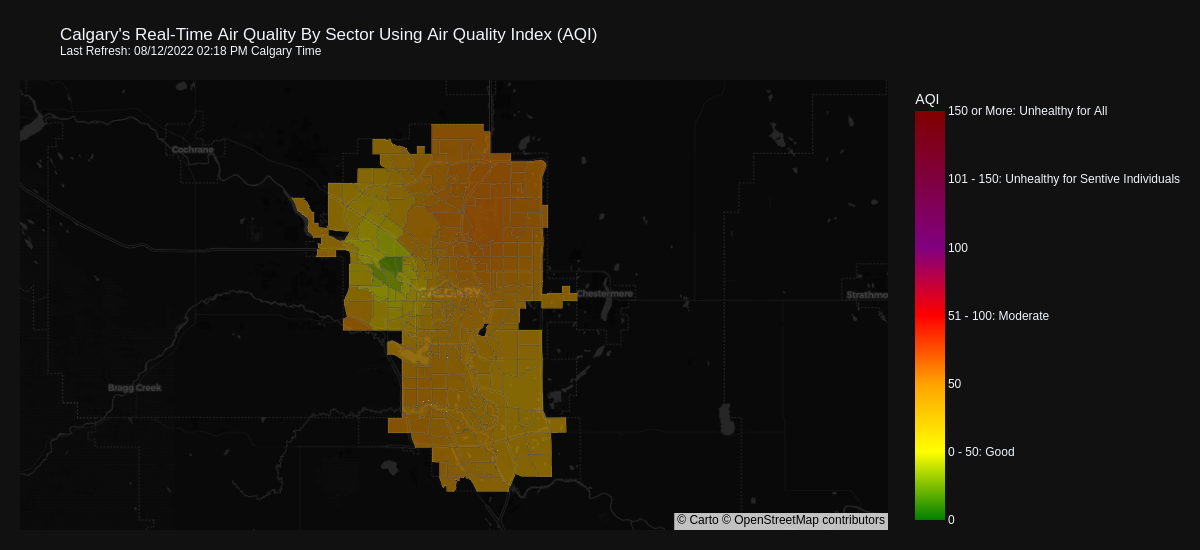 Calgary's Real-Time Air Quality By Sector Using Air Quality Index (AQI)
Last Refresh: 08/12/2022 02:18 PM Calgary Time
AQI
150 or More: Unhealthy for All
101 - 150: Unhealthy for Sentive Individuals
100
51 - 100: Moderate
50
0 - 50: Good
0
Cochrane
CALGARY
Chestermere
Strathmo
Bragg Creek
© Carto © OpenStreetMap contributors